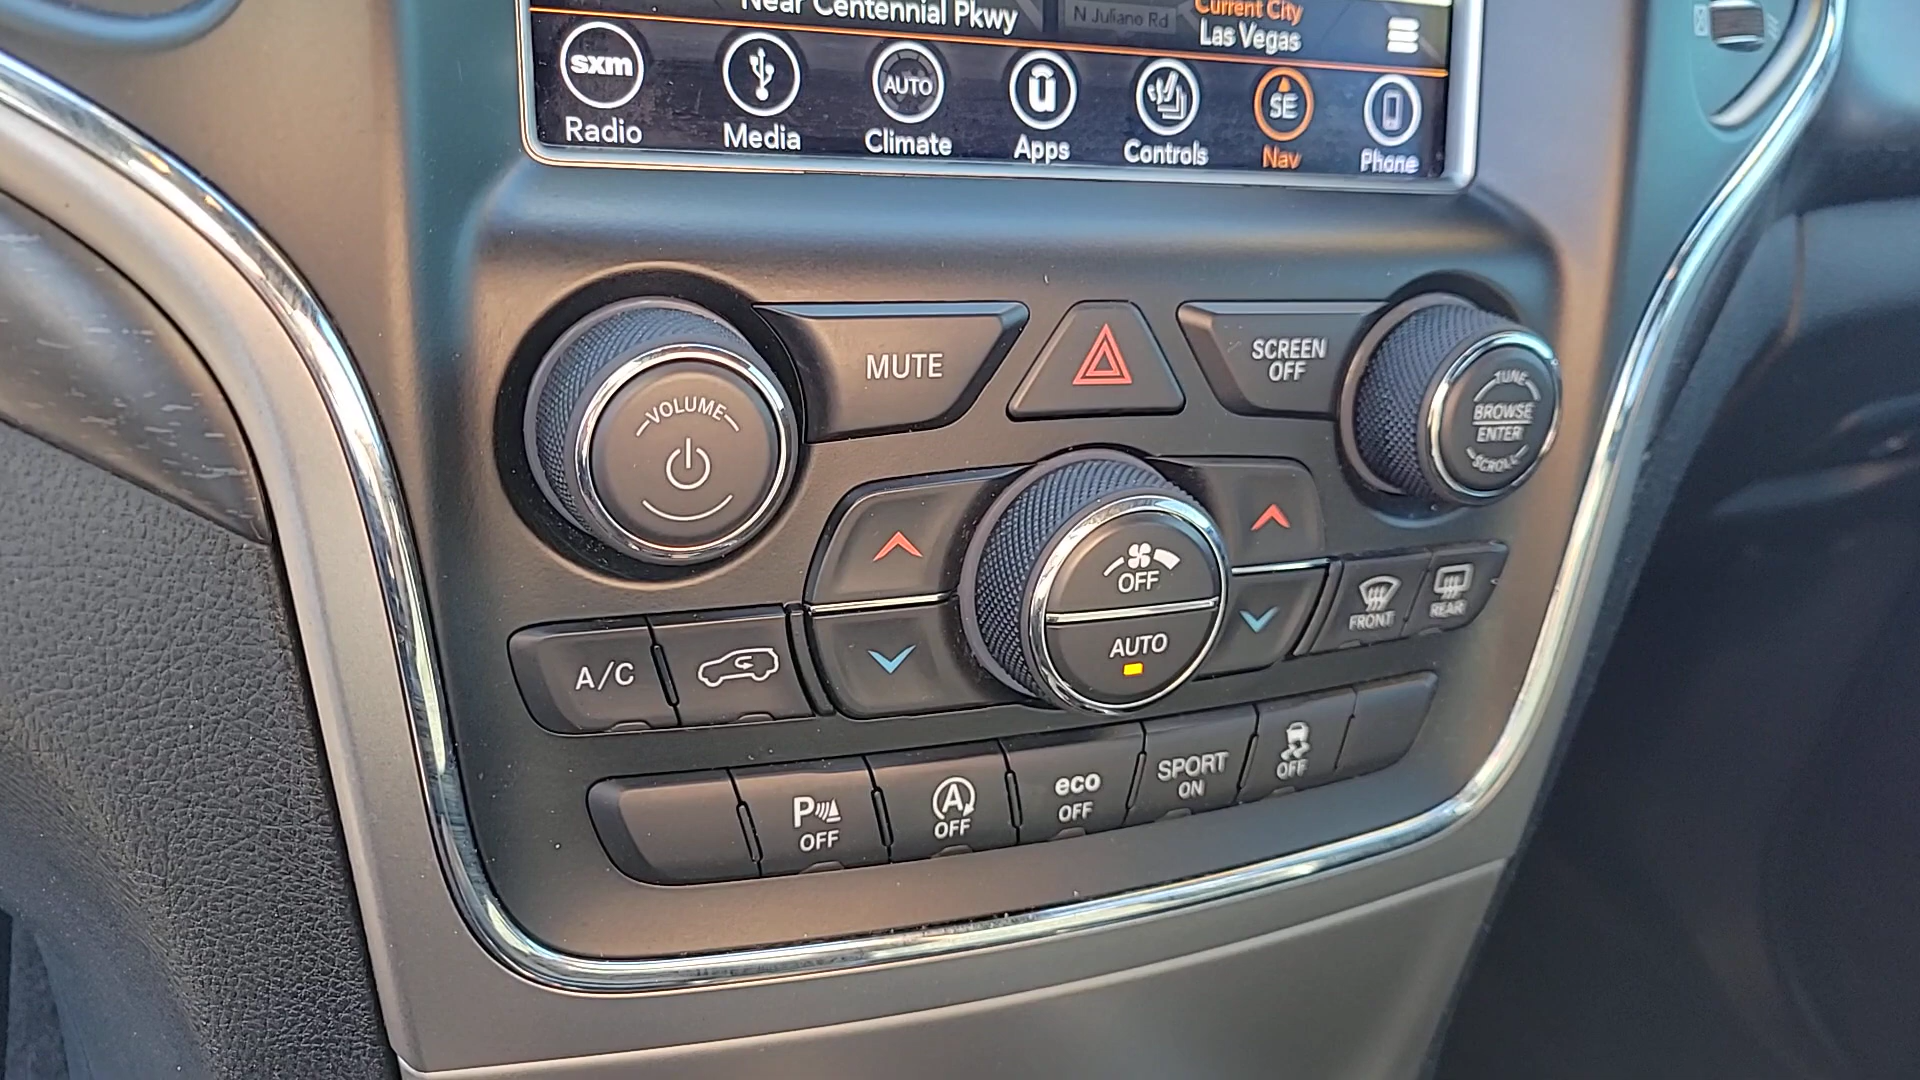 Near Centennial Pkwy
N Juliano Rd
Current City
Las Vegas
sxm
AUTO
SE
Radio
Media
Climate
Apps
Controls
Nav
Phone
MUTE
SCREEN
OFF
VOLUME
TUNE
BROWSE
ENTER
SCROLL
OFF
AUTO
FRONT
REAR
A/C
P
OFF
A
OFF
eco
OFF
SPORT
ON
OFF